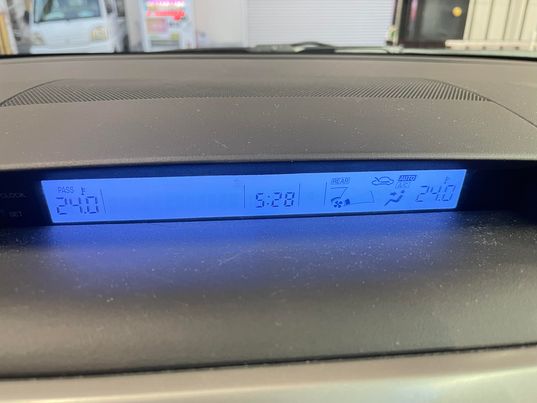 CLOCK
SET
PASS
24.0
5:28
REAR
AUTO
A/C
24.0